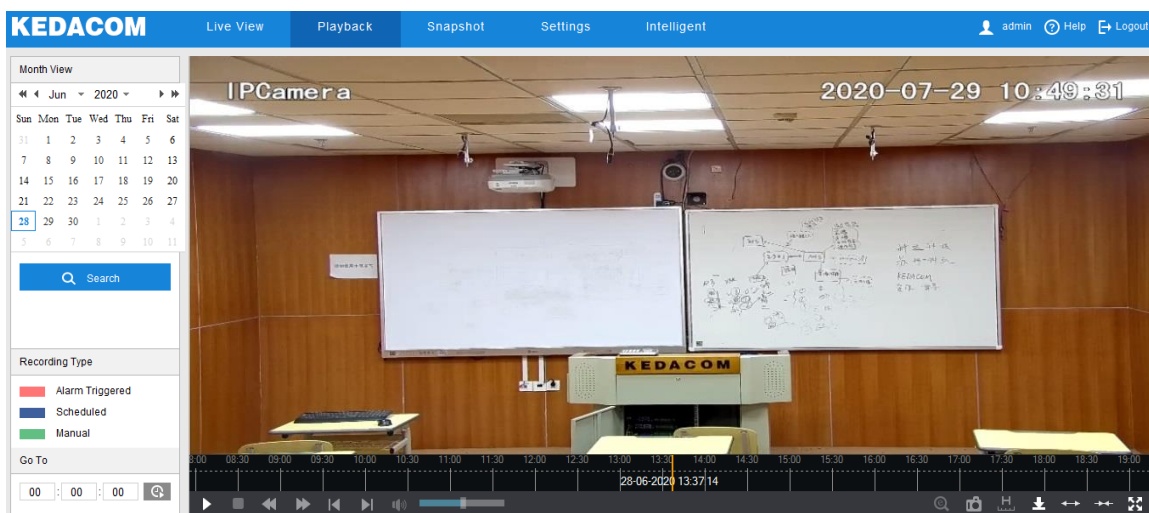 KEDACOM Live View Playback Snapshot Settings Intelligent admin Help Logout
Month View
Jun 2020
Sun Mon Tue Wed Thu Fri Sat
31 1 2 3 4 5 6
7 8 9 10 11 12 13
14 15 16 17 18 19 20
21 22 23 24 25 26 27
28 29 30 1 2 3 4
5 6 7 8 9 10 11
Search
Recording Type
Alarm Triggered
Scheduled
Manual
Go To
00 : 00 : 00
IPCamera 2020-07-29 10:49:31
KEDACOM
KEDACOM
08:30 09:00 09:30 10:00 10:30 11:00 11:30 12:00 12:30 13:00 13:30 14:00 14:30 15:00 15:30 16:00 16:30 17:00 17:30 18:00 18:30 19:00
28-06-2020 13:37:14